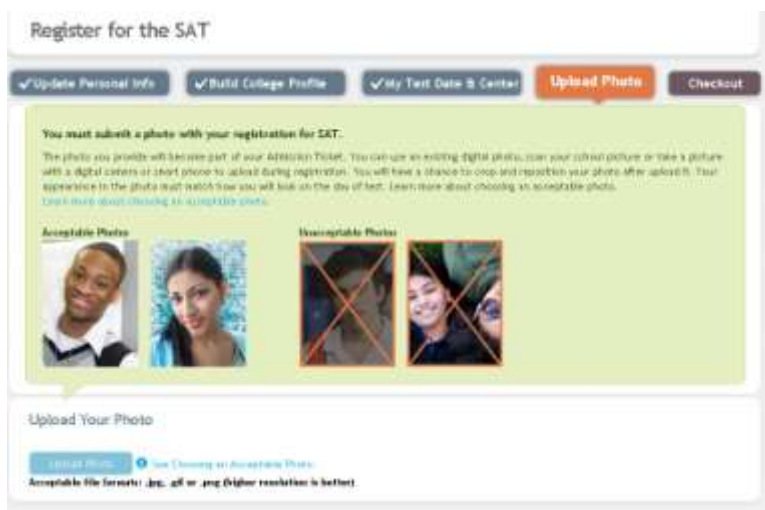 Register for the SAT
✓Update Personal Info
✓Build College Profile
✓My Test Date & Center
Upload Photo
Checkout
You must submit a photo with your registration for SAT.
The photo you provide will become part of your Admission Ticket. You can use an existing digital photo, scan your school picture or take a picture
with a digital camera or smart phone to upload during registration. You will have a chance to crop and reposition your photo after upload it. Your
appearance in the photo must match how you will look on the day of test. Learn more about choosing an acceptable photo.
Learn more about choosing an acceptable photo.
Acceptable Photos
Unacceptable Photos
Upload Your Photo
Upload Photo
See Choosing an Acceptable Photo.
Acceptable file formats: .jpg, .gif or .png (higher resolution is better)